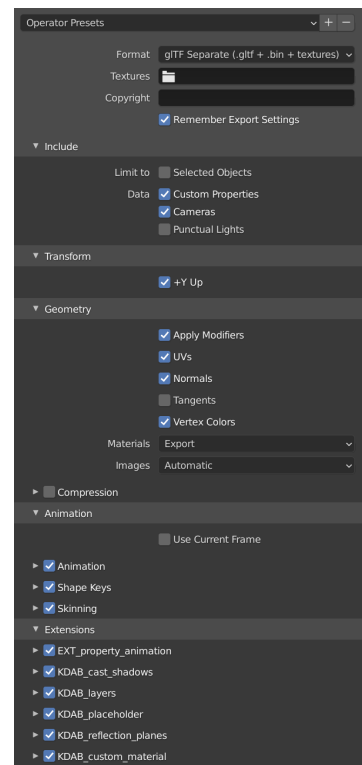 Operator Presets
Format glTF Separate (.gltf + .bin + textures)
Textures
Copyright
Remember Export Settings
Include
Limit to Selected Objects
Data Custom Properties
Cameras
Punctual Lights
Transform
+Y Up
Geometry
Apply Modifiers
UVs
Normals
Tangents
Vertex Colors
Materials Export
Images Automatic
Compression
Animation
Use Current Frame
Animation
Shape Keys
Skinning
Extensions
EXT_property_animation
KDAB_cast_shadows
KDAB_layers
KDAB_placeholder
KDAB_reflection_planes
KDAB_custom_material